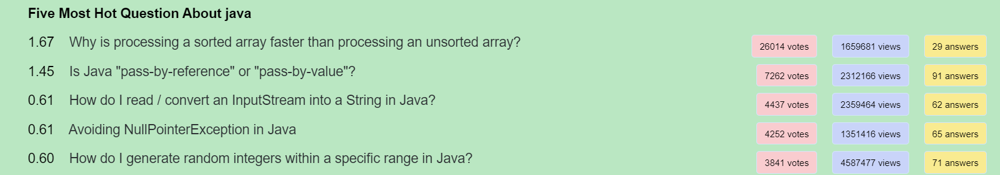 Five Most Hot Question About java
1.67 Why is processing a sorted array faster than processing an unsorted array? 26014 votes 1659681 views 29 answers
1.45 Is Java "pass-by-reference" or "pass-by-value"? 7262 votes 2312166 views 91 answers
0.61 How do I read / convert an InputStream into a String in Java? 4437 votes 2359464 views 62 answers
0.61 Avoiding NullPointerException in Java 4252 votes 1351416 views 65 answers
0.60 How do I generate random integers within a specific range in Java? 3841 votes 4587477 views 71 answers